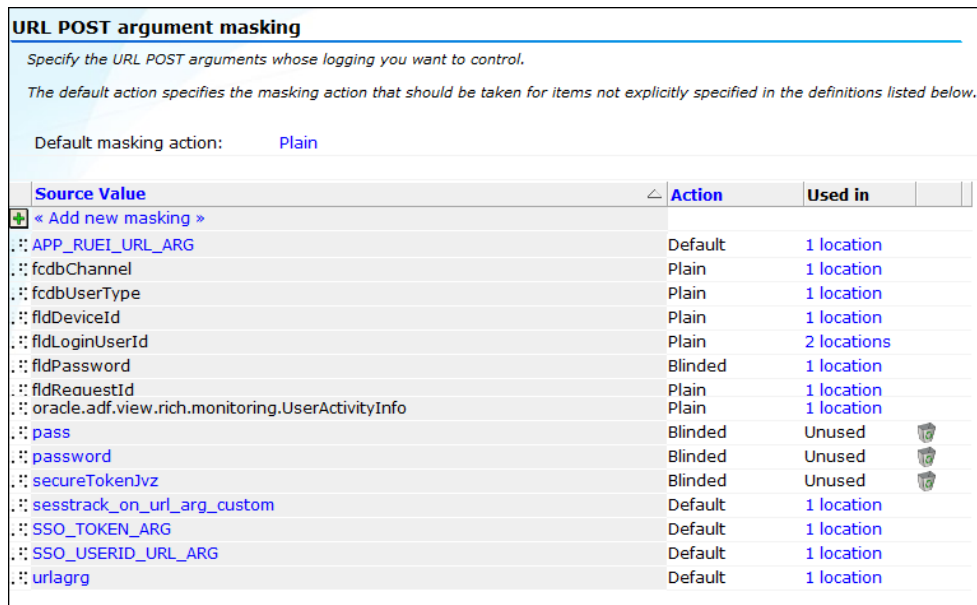 URL POST argument masking
Specify the URL POST arguments whose logging you want to control.
The default action specifies the masking action that should be taken for items not explicitly specified in the definitions listed below.
Default masking action: Plain
Source Value Action Used in
« Add new masking »
APP_RUEI_URL_ARG Default 1 location
fcdbChannel Plain 1 location
fcdbUserType Plain 1 location
fldDeviceId Plain 1 location
fldLoginUserId Plain 2 locations
fldPassword Blinded 1 location
fldRequestId Plain 1 location
oracle.adf.view.rich.monitoring.UserActivityInfo Plain 1 location
pass Blinded Unused
password Blinded Unused
secureTokenJvz Blinded Unused
sesstrack_on_url_arg_custom Default 1 location
SSO_TOKEN_ARG Default 1 location
SSO_USERID_URL_ARG Default 1 location
urlagrg Default 1 location